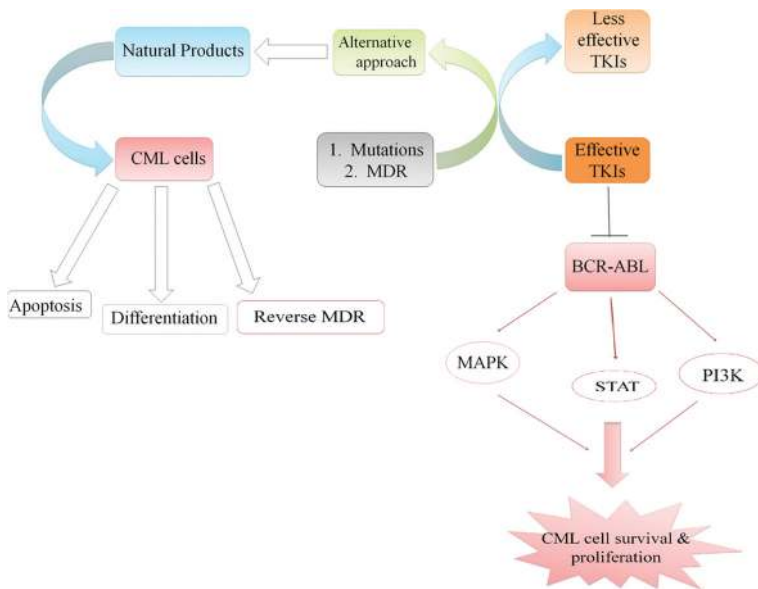 Natural Products
Alternative
approach
Less
effective
TKIs
CML cells
1. Mutations
2. MDR
Effective
TKIs
BCR-ABL
Apoptosis
Differentiation
Reverse MDR
MAPK
STAT
PI3K
CML cell survival &
proliferation